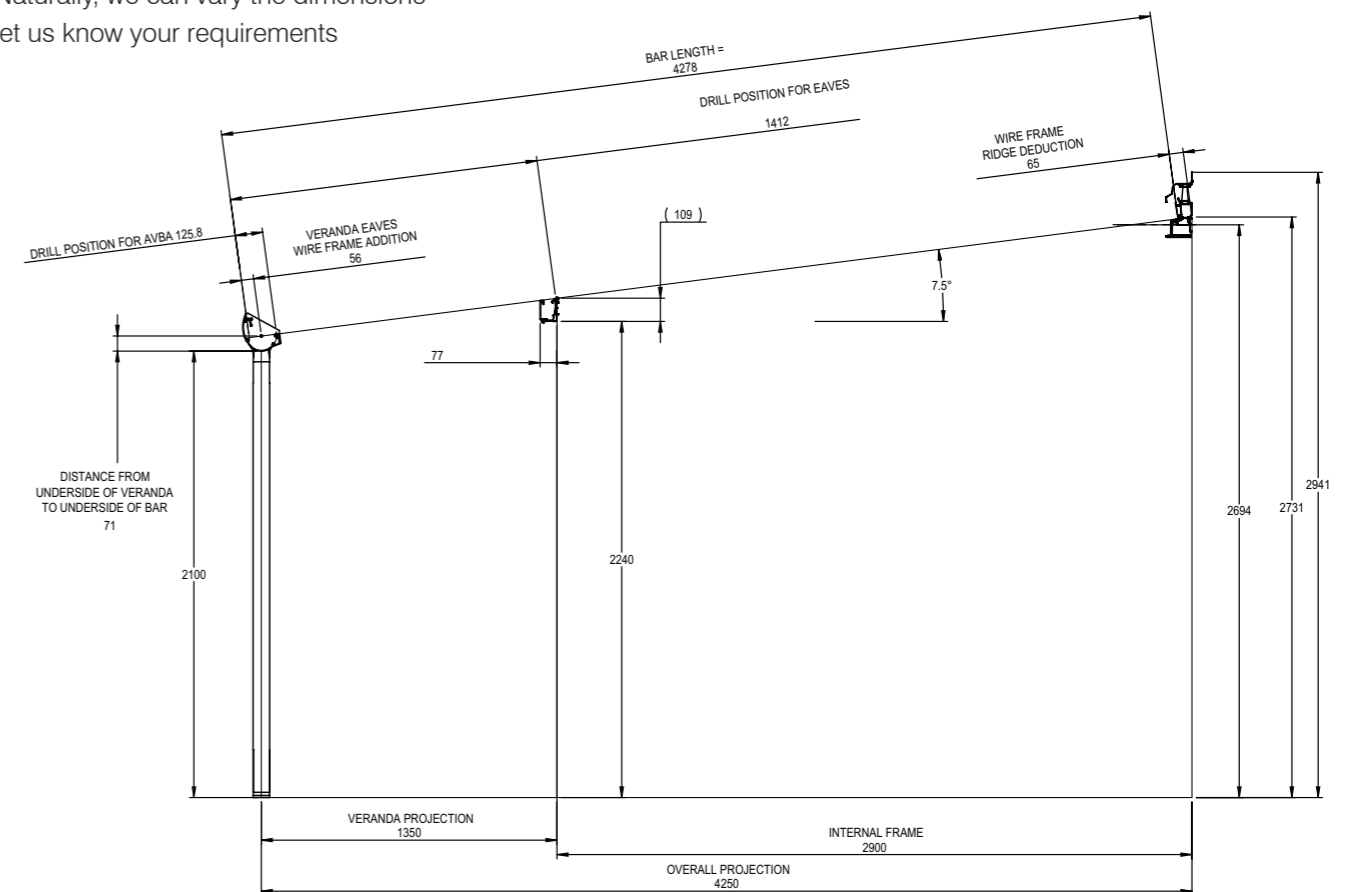 Naturally, we can vary the dimensions
et us know your requirements
BAR LENGTH =
4278
DRILL POSITION FOR EAVES
1412
WIRE FRAME
RIDGE DEDUCTION
65
( 109 )
DRILL POSITION FOR AVBA 125.8
VERANDA EAVES
WIRE FRAME ADDITION
56
7.5°
77
DISTANCE FROM
UNDERSIDE OF VERANDA
TO UNDERSIDE OF BAR
71
2100
2240
2694
2731
2941
VERANDA PROJECTION
1350
INTERNAL FRAME
2900
OVERALL PROJECTION
4250